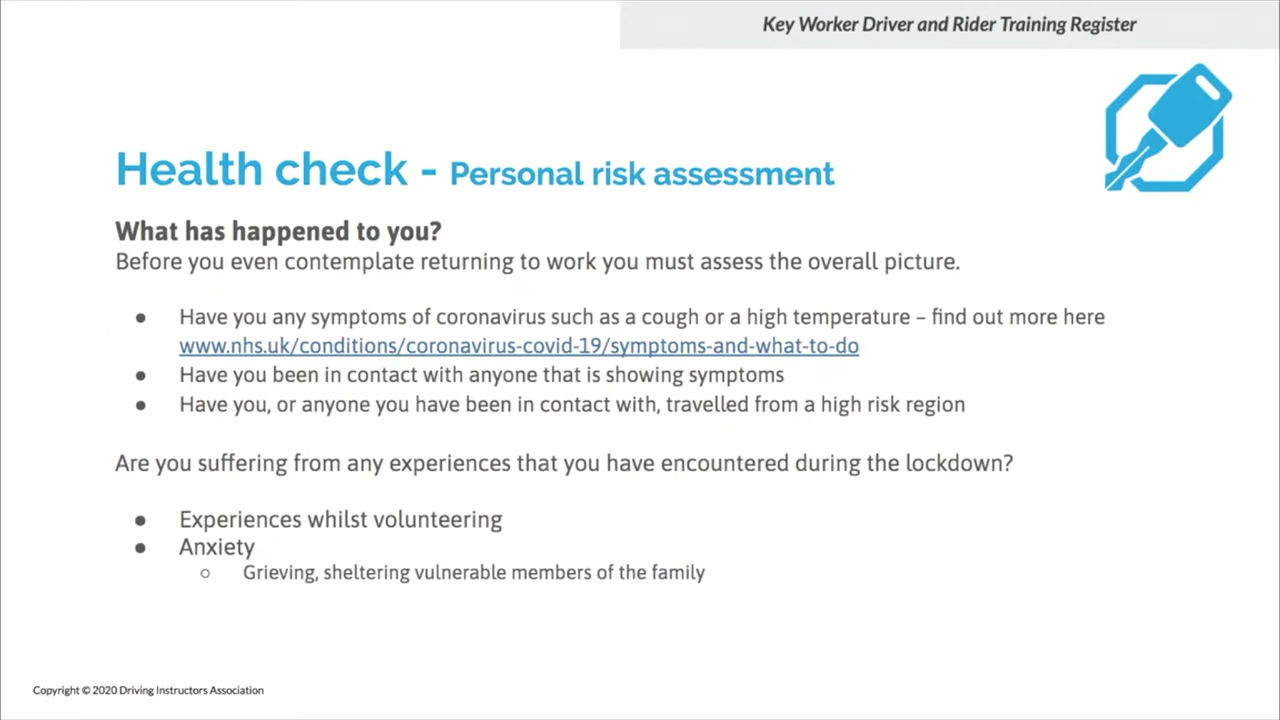 Key Worker Driver and Rider Training Register
Health check - Personal risk assessment
What has happened to you?
Before you even contemplate returning to work you must assess the overall picture.
● Have you any symptoms of coronavirus such as a cough or a high temperature – find out more here
www.nhs.uk/conditions/coronavirus-covid-19/symptoms-and-what-to-do
● Have you been in contact with anyone that is showing symptoms
● Have you, or anyone you have been in contact with, travelled from a high risk region
Are you suffering from any experiences that you have encountered during the lockdown?
● Experiences whilst volunteering
● Anxiety
○ Grieving, sheltering vulnerable members of the family
Copyright © 2020 Driving Instructors Association